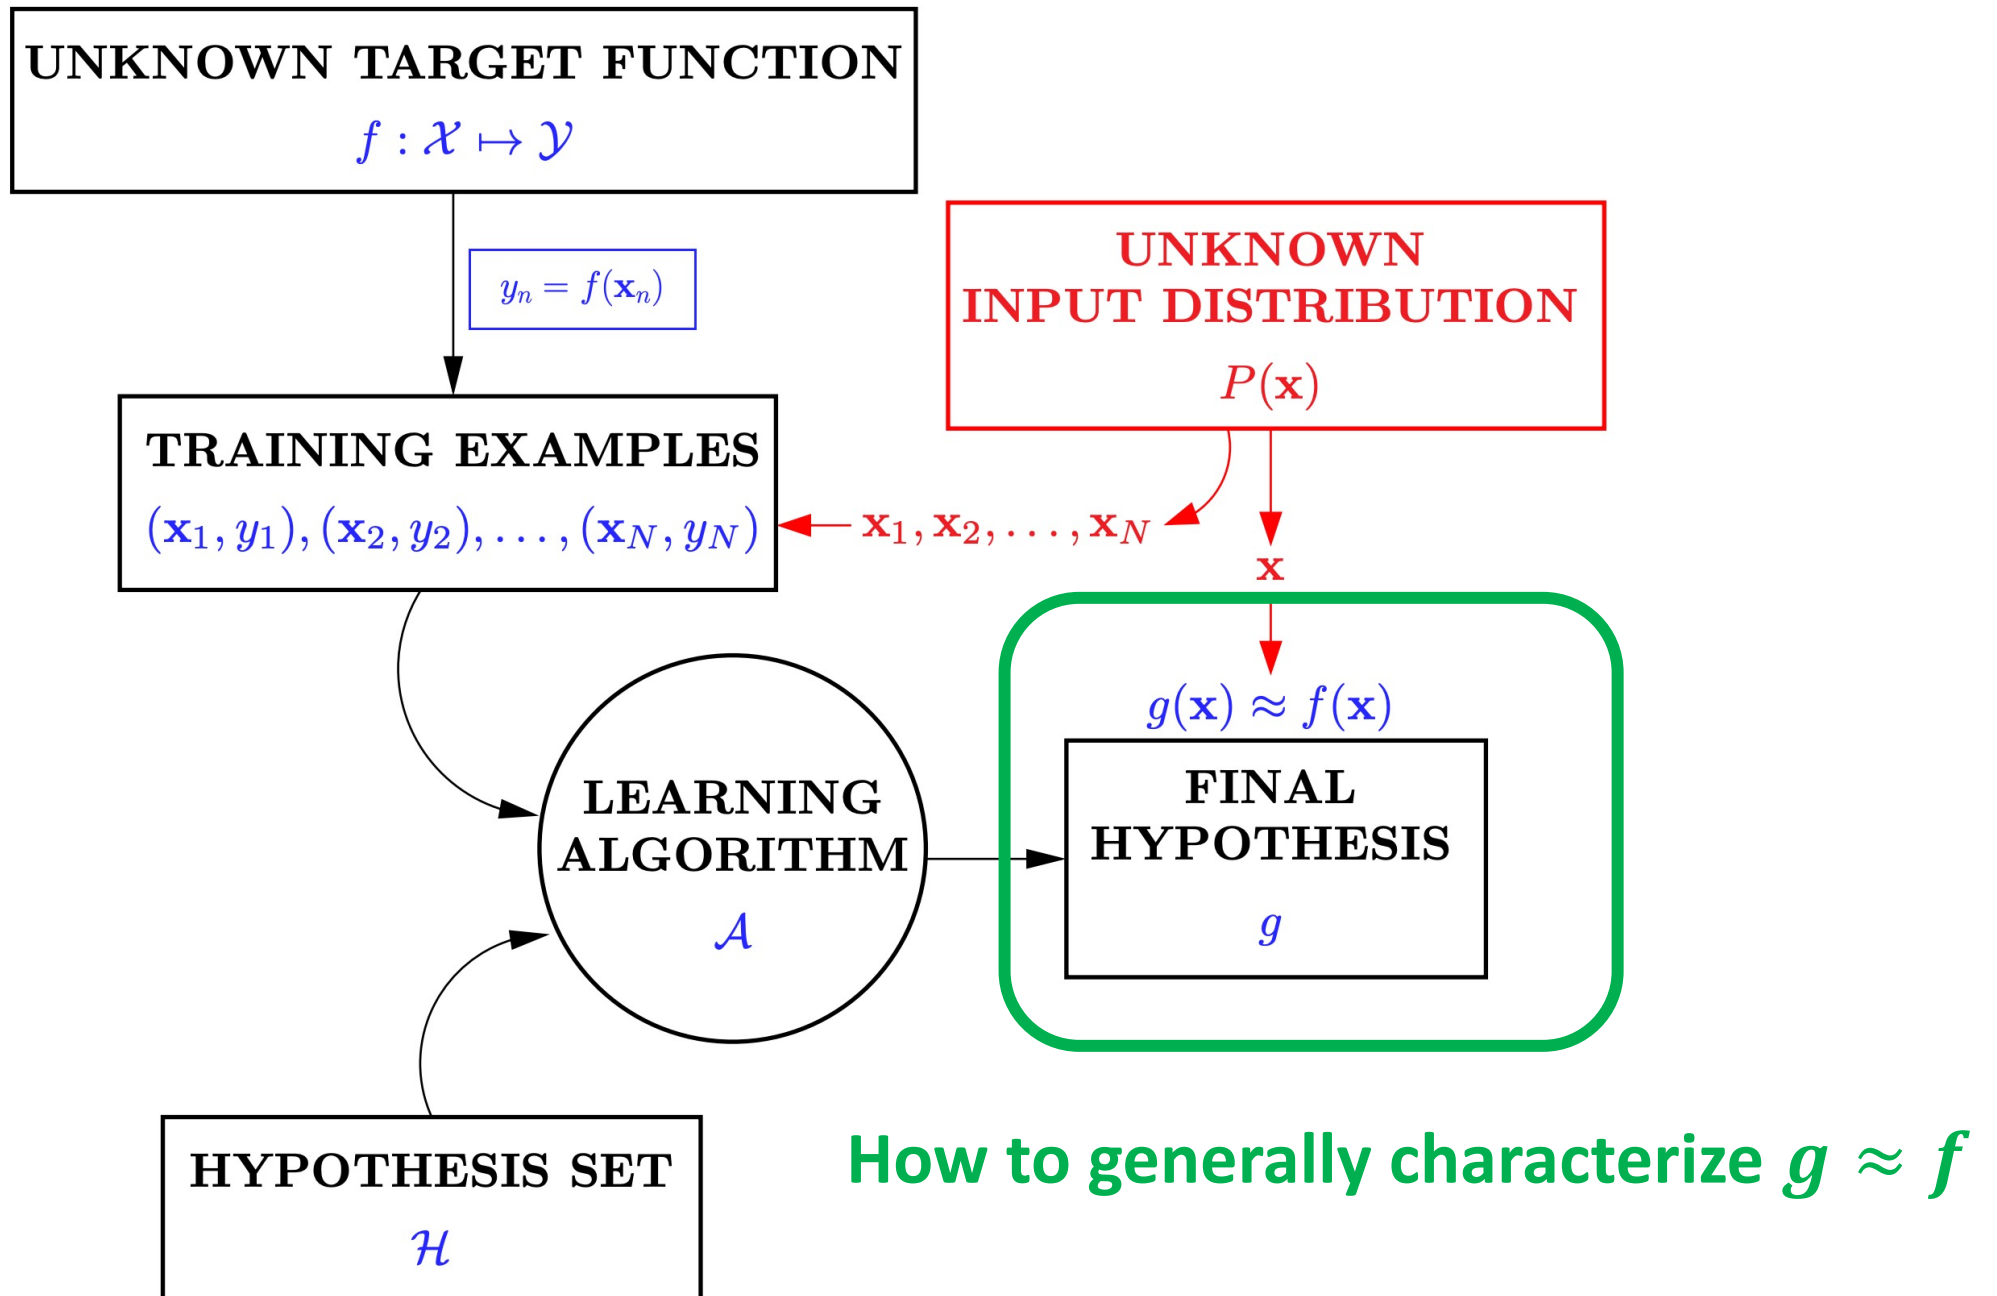 UNKNOWN TARGET FUNCTION
f : 𝒳 ↦ 𝒴
yₙ = f(𝐱ₙ)
UNKNOWN
INPUT DISTRIBUTION
P(𝐱)
TRAINING EXAMPLES
(𝐱₁, y₁), (𝐱₂, y₂), . . . , (𝐱_N, y_N)
𝐱₁, 𝐱₂, . . . , 𝐱_N
𝐱
g(𝐱) ≈ f(𝐱)
LEARNING
ALGORITHM
𝒜
FINAL
HYPOTHESIS
g
HYPOTHESIS SET
ℋ
How to generally characterize g ≈ f